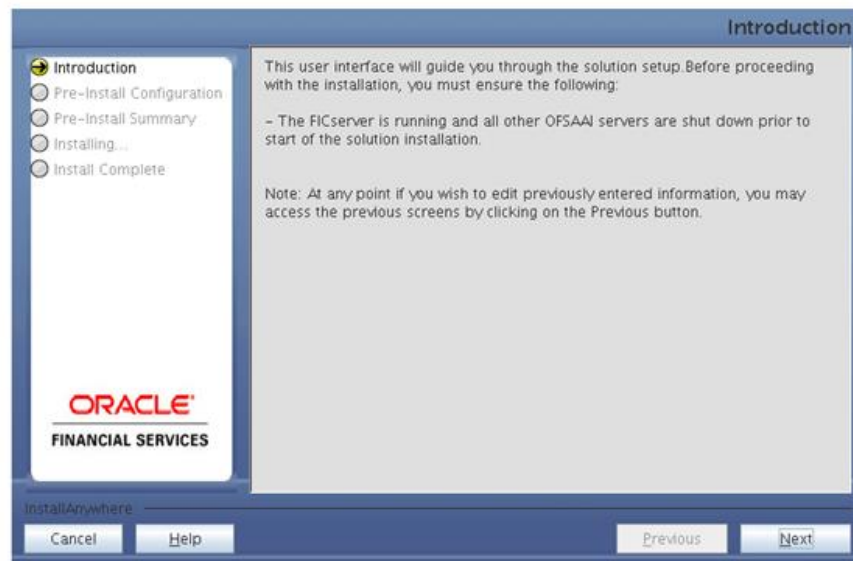 Introduction
Introduction
Pre-Install Configuration
Pre-Install Summary
Installing...
Install Complete
This user interface will guide you through the solution setup.Before proceeding
with the installation, you must ensure the following:
- The FICserver is running and all other OFSAAI servers are shut down prior to
start of the solution installation.
Note: At any point if you wish to edit previously entered information, you may
access the previous screens by clicking on the Previous button.
ORACLE
FINANCIAL SERVICES
InstallAnywhere
Cancel
Help
Previous
Next